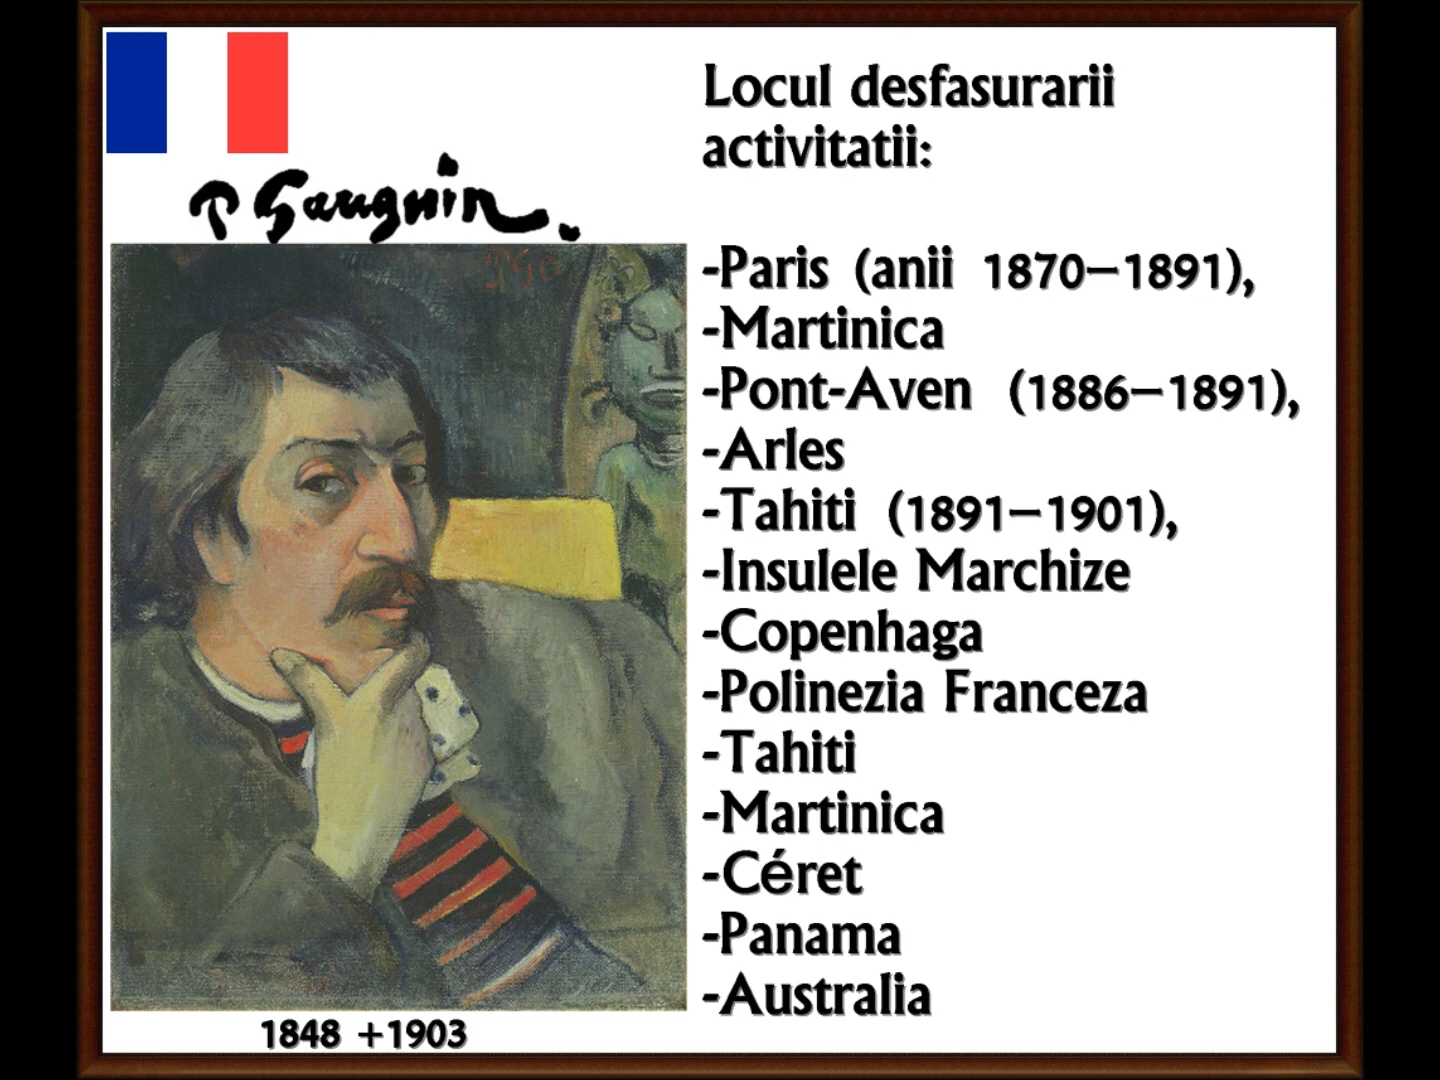 P Gauguin.
PGo
1848 +1903
Locul desfasurarii
activitatii:
-Paris (anii 1870–1891),
-Martinica
-Pont-Aven (1886–1891),
-Arles
-Tahiti (1891–1901),
-Insulele Marchize
-Copenhaga
-Polinezia Franceza
-Tahiti
-Martinica
-Céret
-Panama
-Australia